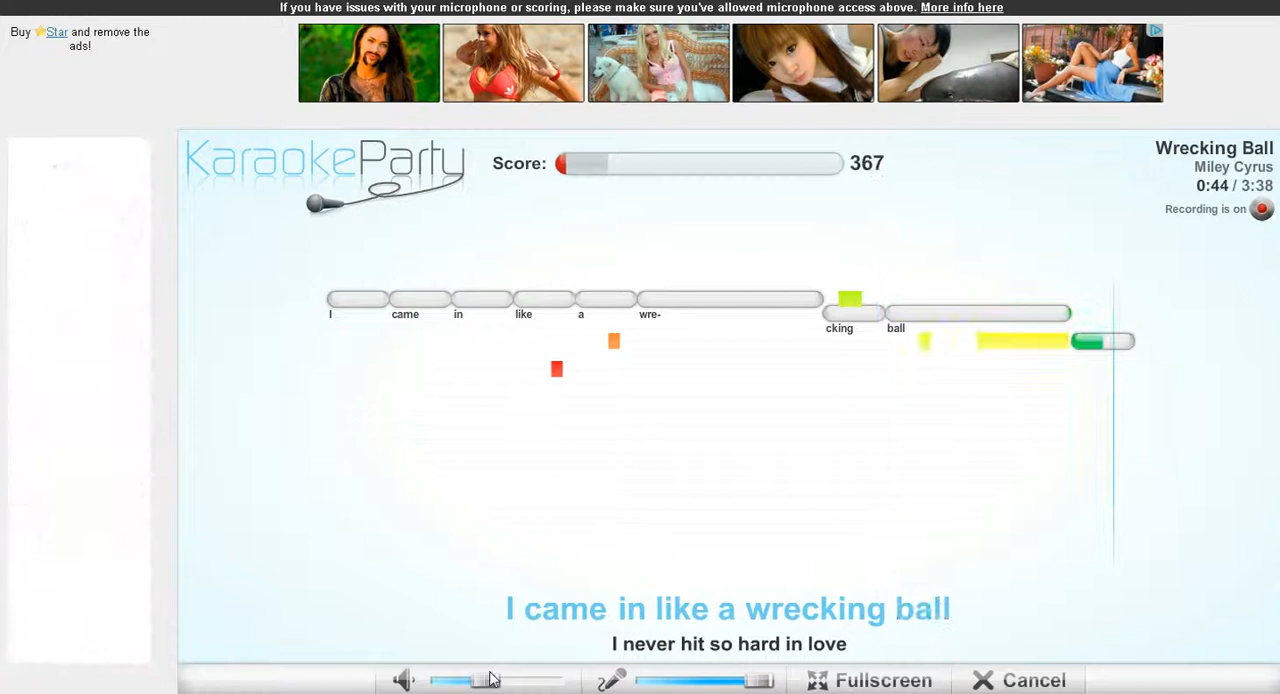 If you have issues with your microphone or scoring, please make sure you've allowed microphone access above. More info here
Buy Star and remove the
ads!
KaraokeParty
Score:
367
Wrecking Ball
Miley Cyrus
0:44 / 3:38
Recording is on
I came in like a wre-
cking ball
I came in like a wrecking ball
I never hit so hard in love
Fullscreen
Cancel